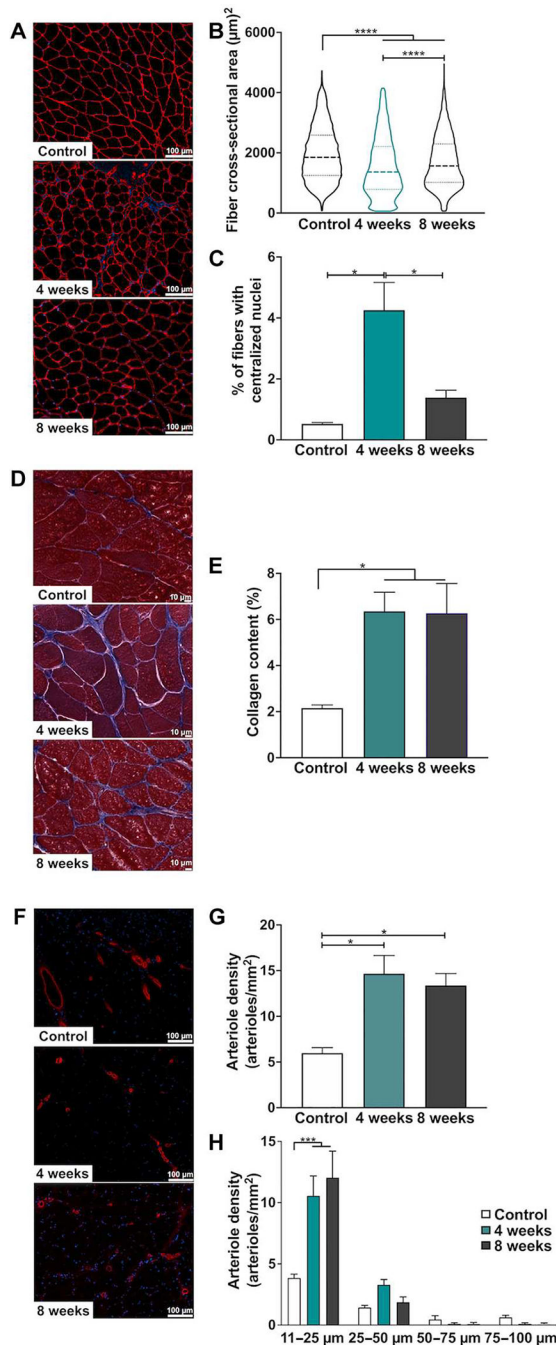 A
Control
100 µm
4 weeks
100 µm
8 weeks
100 µm
B
Fiber cross-sectional area (µm)²
6000
4000
2000
0
****
****
Control 4 weeks 8 weeks
C
% of fibers with
centralized nuclei
6
4
2
0
*
*
Control 4 weeks 8 weeks
D
Control
10 µm
4 weeks
10 µm
8 weeks
10 µm
E
Collagen content (%)
8
6
4
2
0
*
Control 4 weeks 8 weeks
F
Control
100 µm
4 weeks
100 µm
8 weeks
100 µm
G
Arteriole density
(arterioles/mm²)
20
15
10
5
0
*
*
Control 4 weeks 8 weeks
H
Arteriole density
(arterioles/mm²)
15
10
5
0
***
Control
4 weeks
8 weeks
11–25 µm 25–50 µm 50–75 µm 75–100 µm